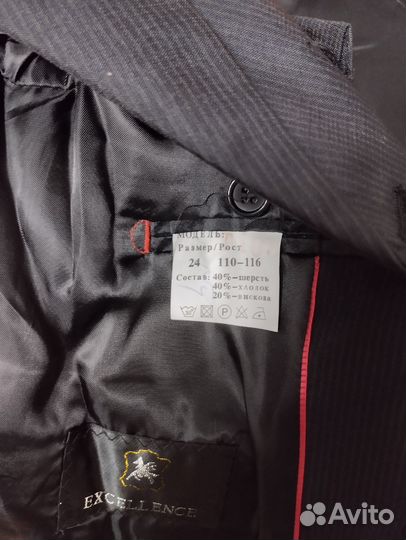 МОДЕЛЬ:
Размер/Рост
24 110-116
Состав: 40%-шерсть
40%-хлопок
20%-вискоза
EXCELLENCE
Avito